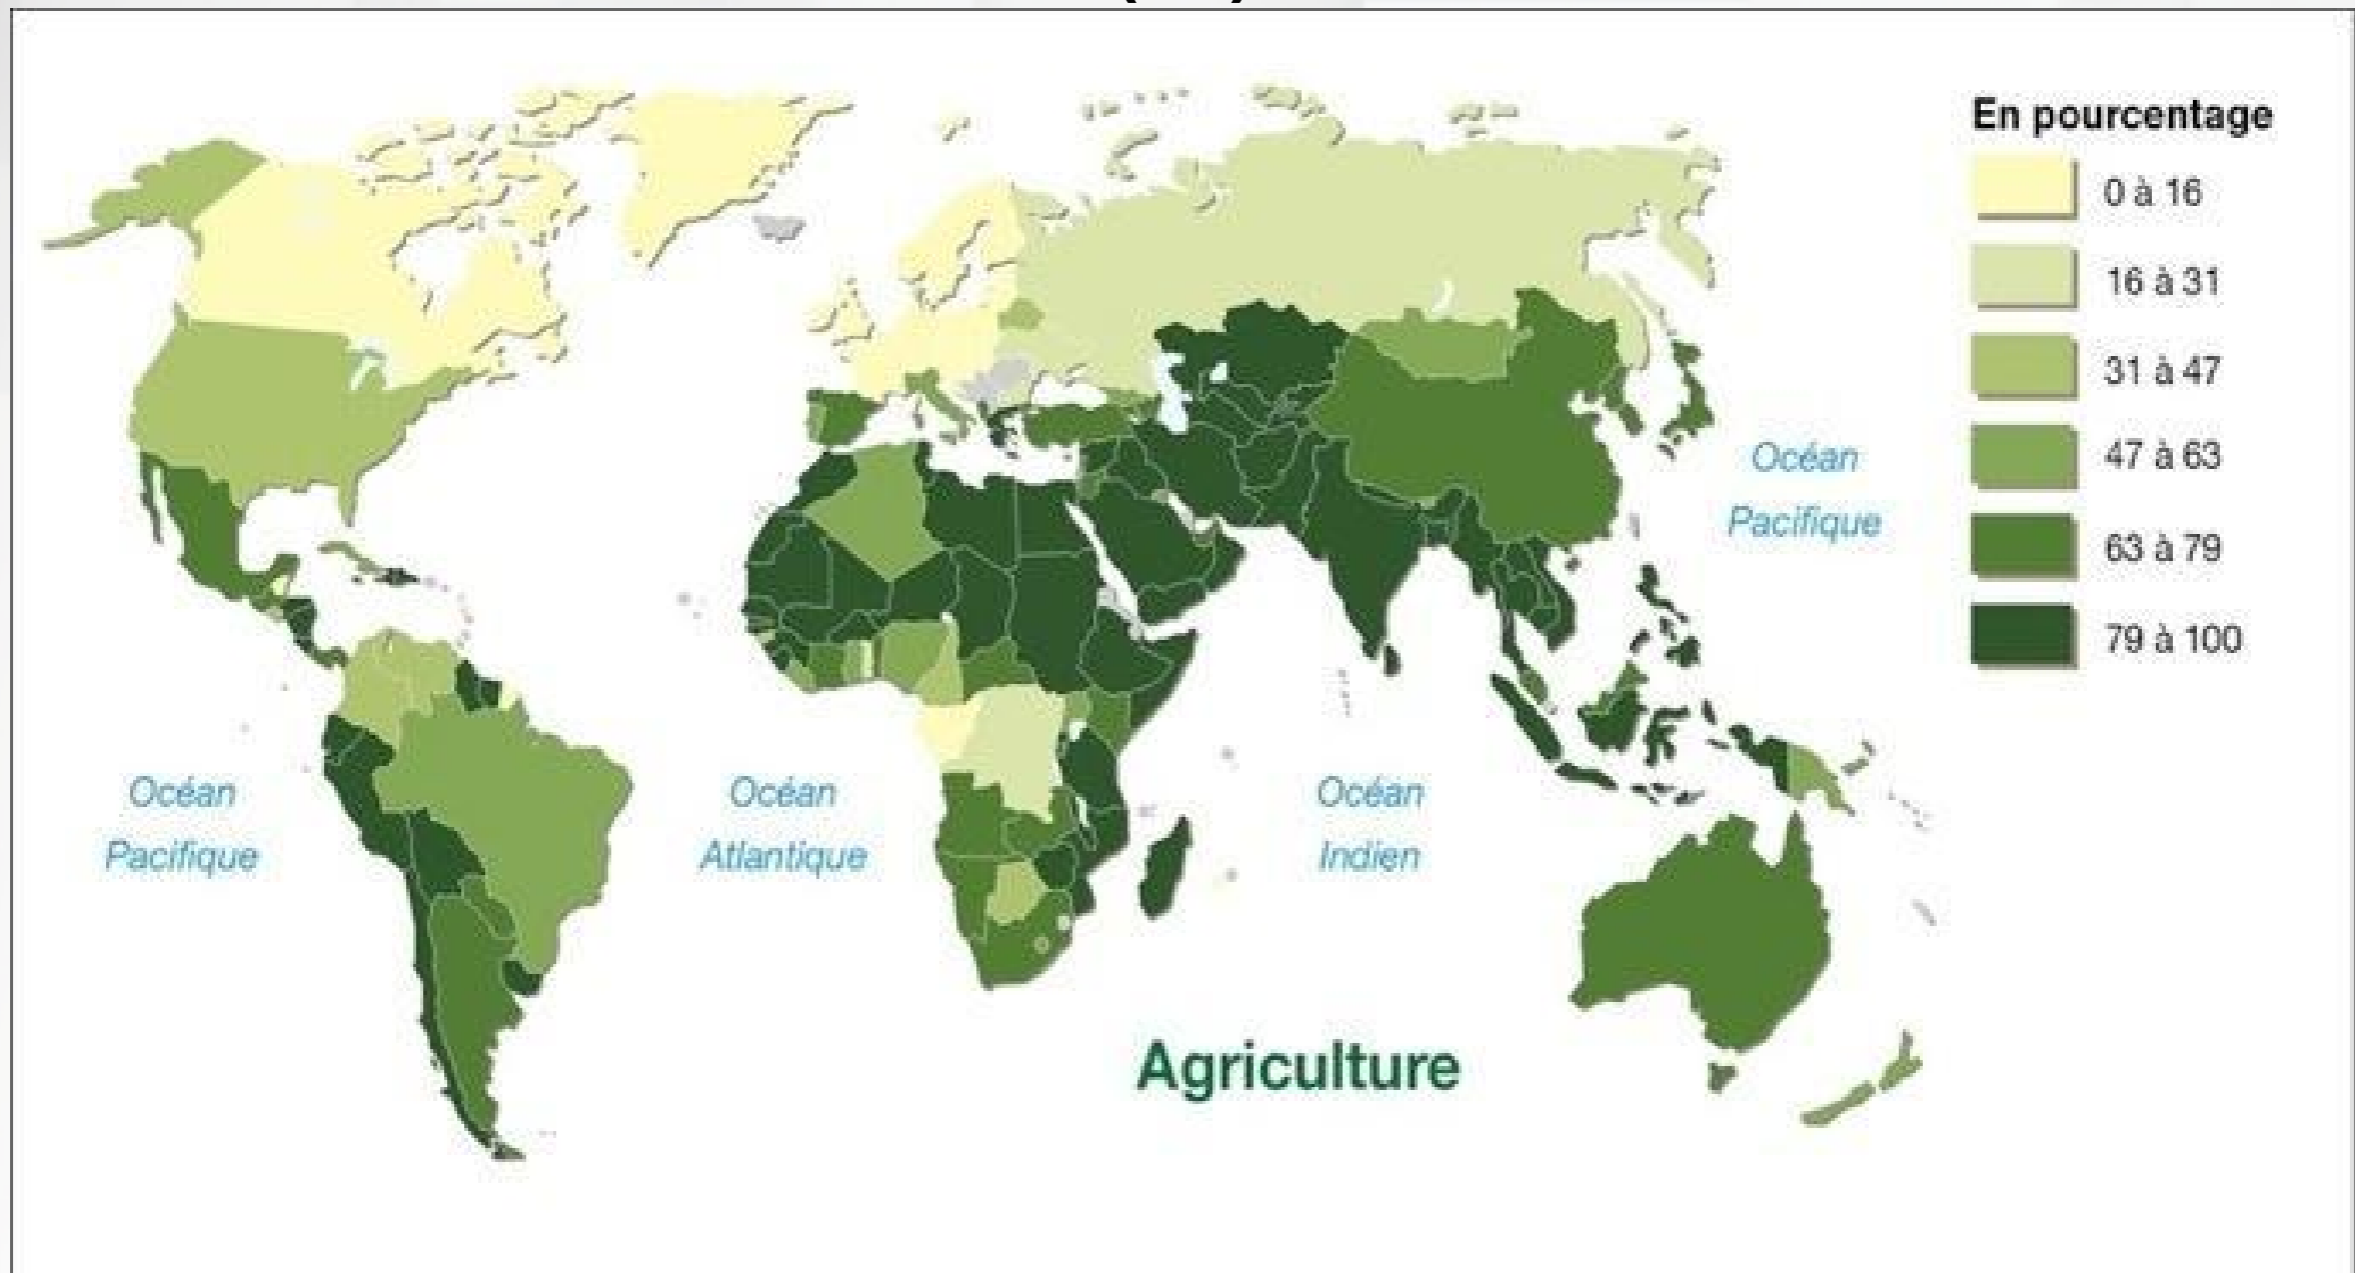 En pourcentage
0 à 16
16 à 31
31 à 47
47 à 63
63 à 79
79 à 100
Océan
Pacifique
Océan
Pacifique
Océan
Atlantique
Océan
Indien
Agriculture